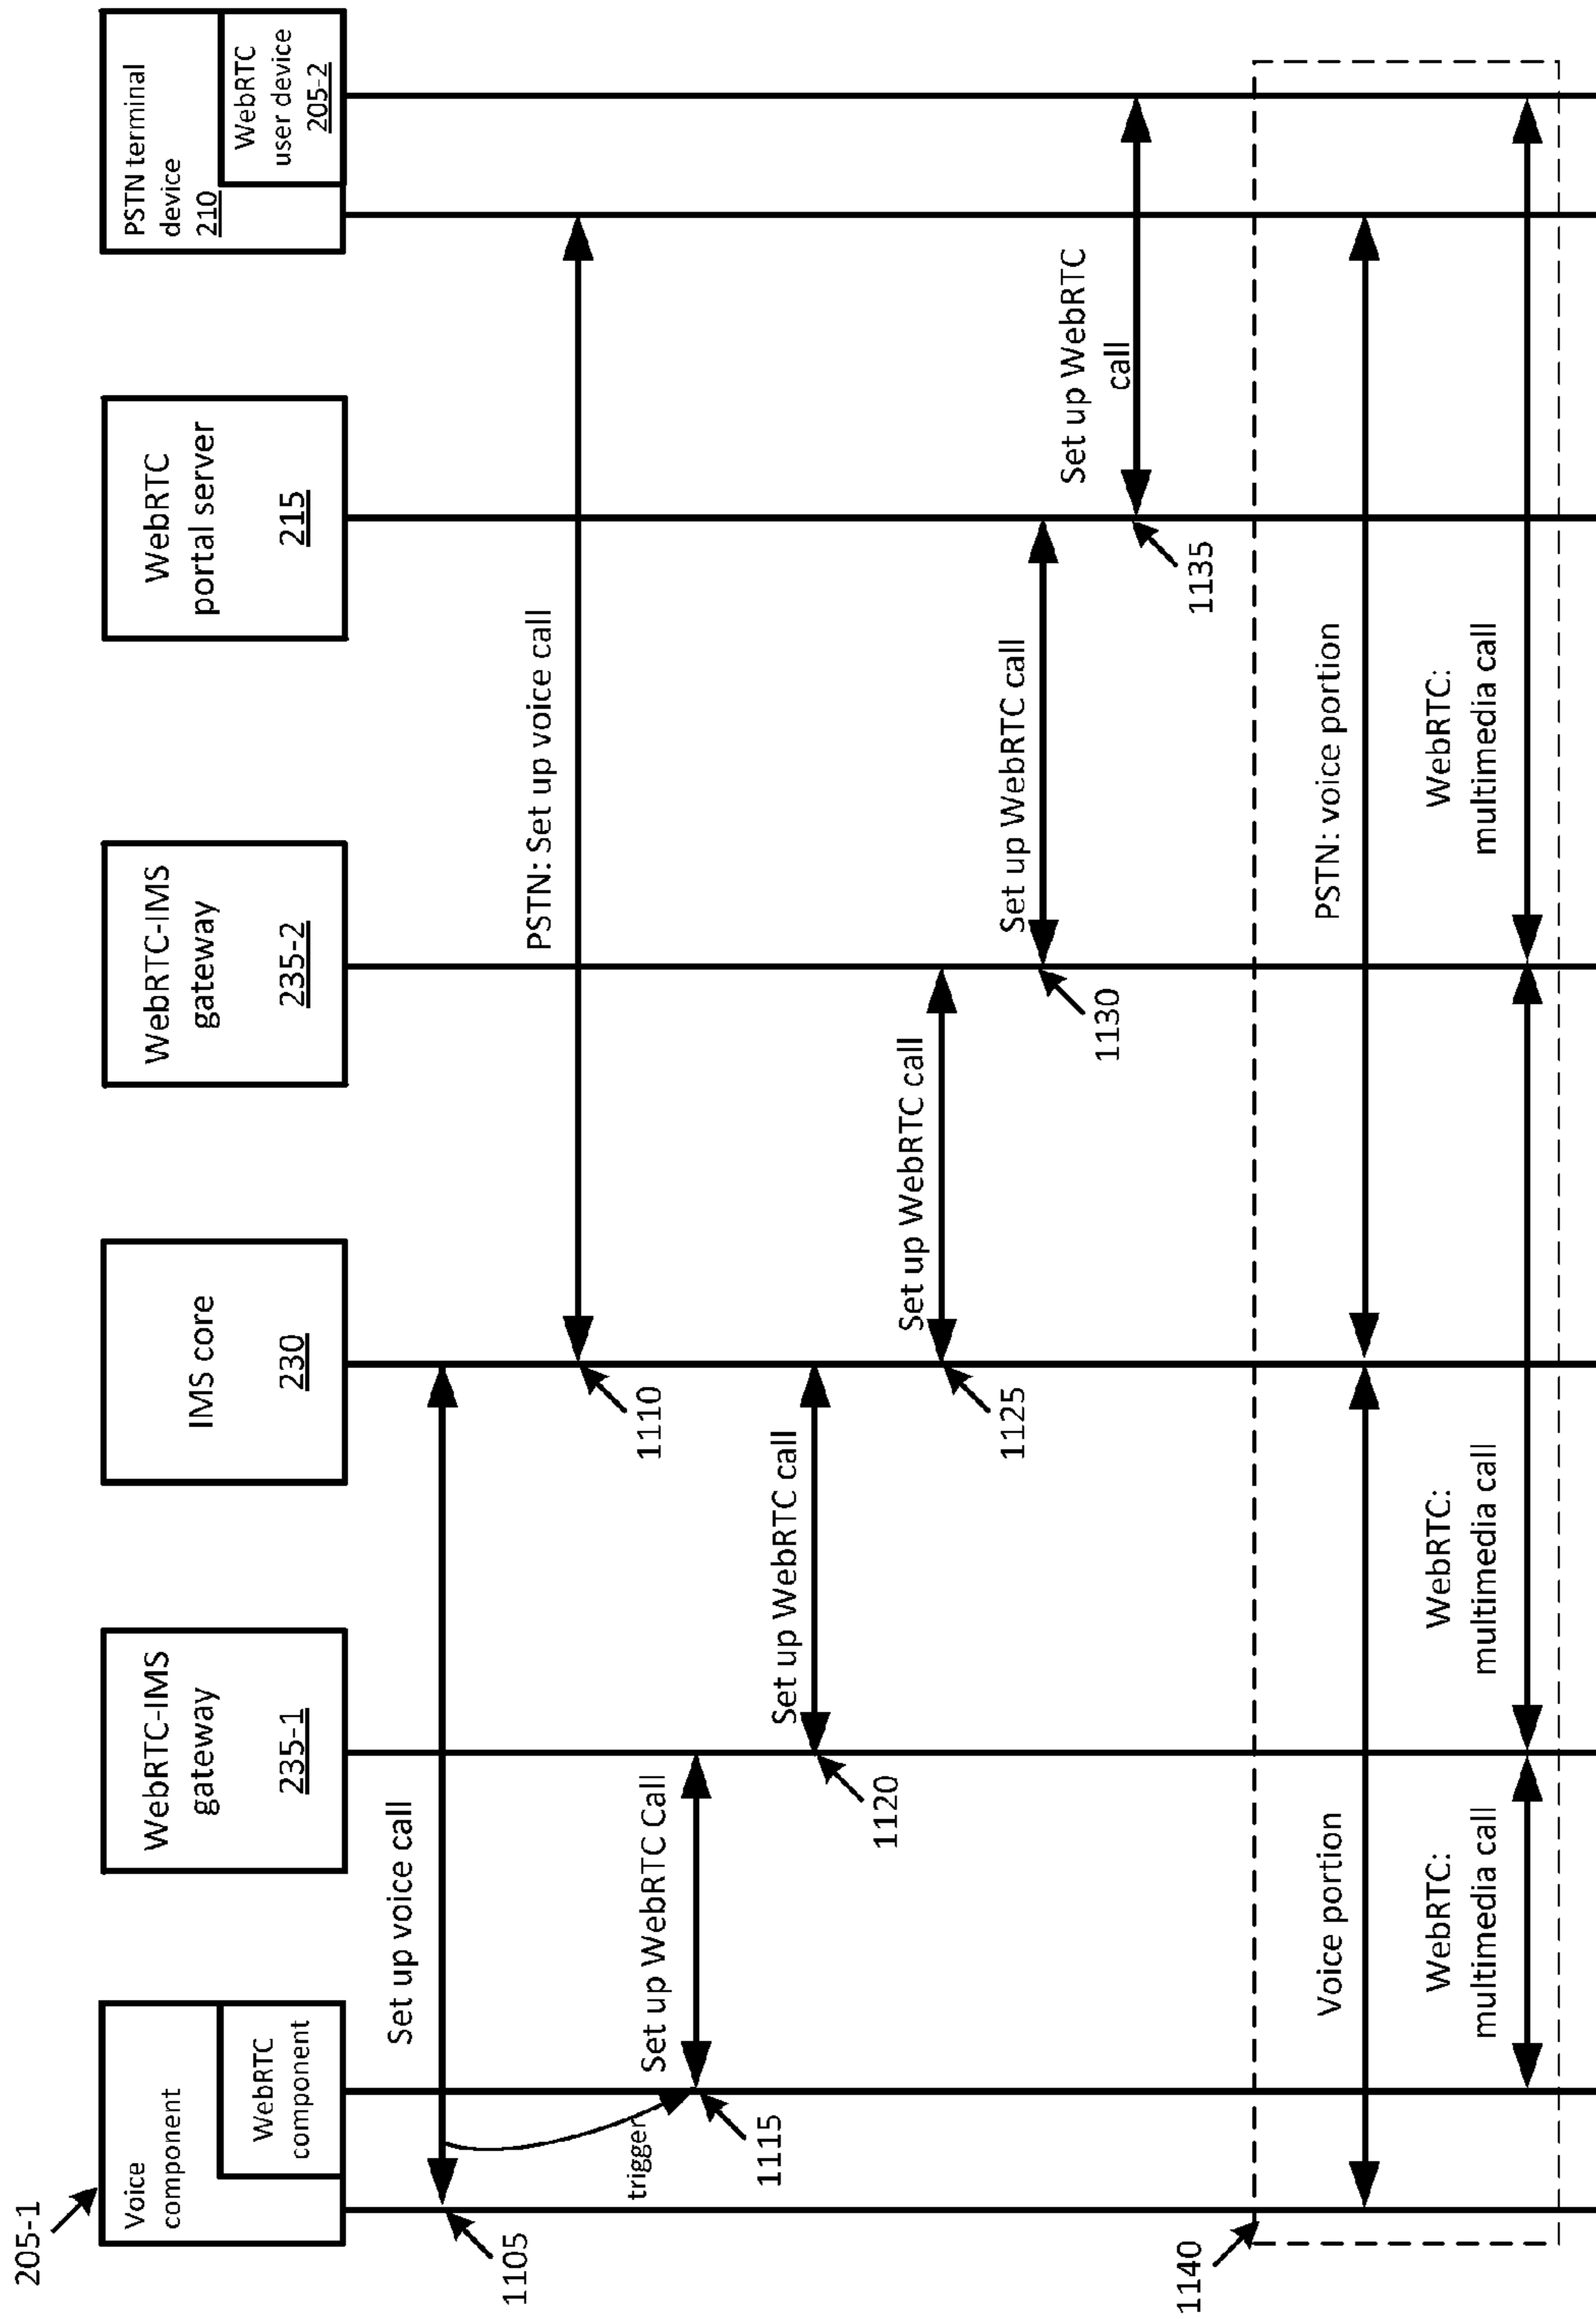 205-1
Voice
component
WebRTC
component
WebRTC-IMS
gateway
235-1
IMS core
230
WebRTC-IMS
gateway
235-2
WebRTC
portal server
215
PSTN terminal
device
210
WebRTC
user device
205-2
Set up voice call
1105
PSTN: Set up voice call
1110
trigger
Set up WebRTC Call
1115
Set up WebRTC call
1120
Set up WebRTC call
1125
Set up WebRTC call
1130
Set up WebRTC
call
1135
1140
Voice portion
PSTN: voice portion
WebRTC:
multimedia call
WebRTC:
multimedia call
WebRTC:
multimedia call